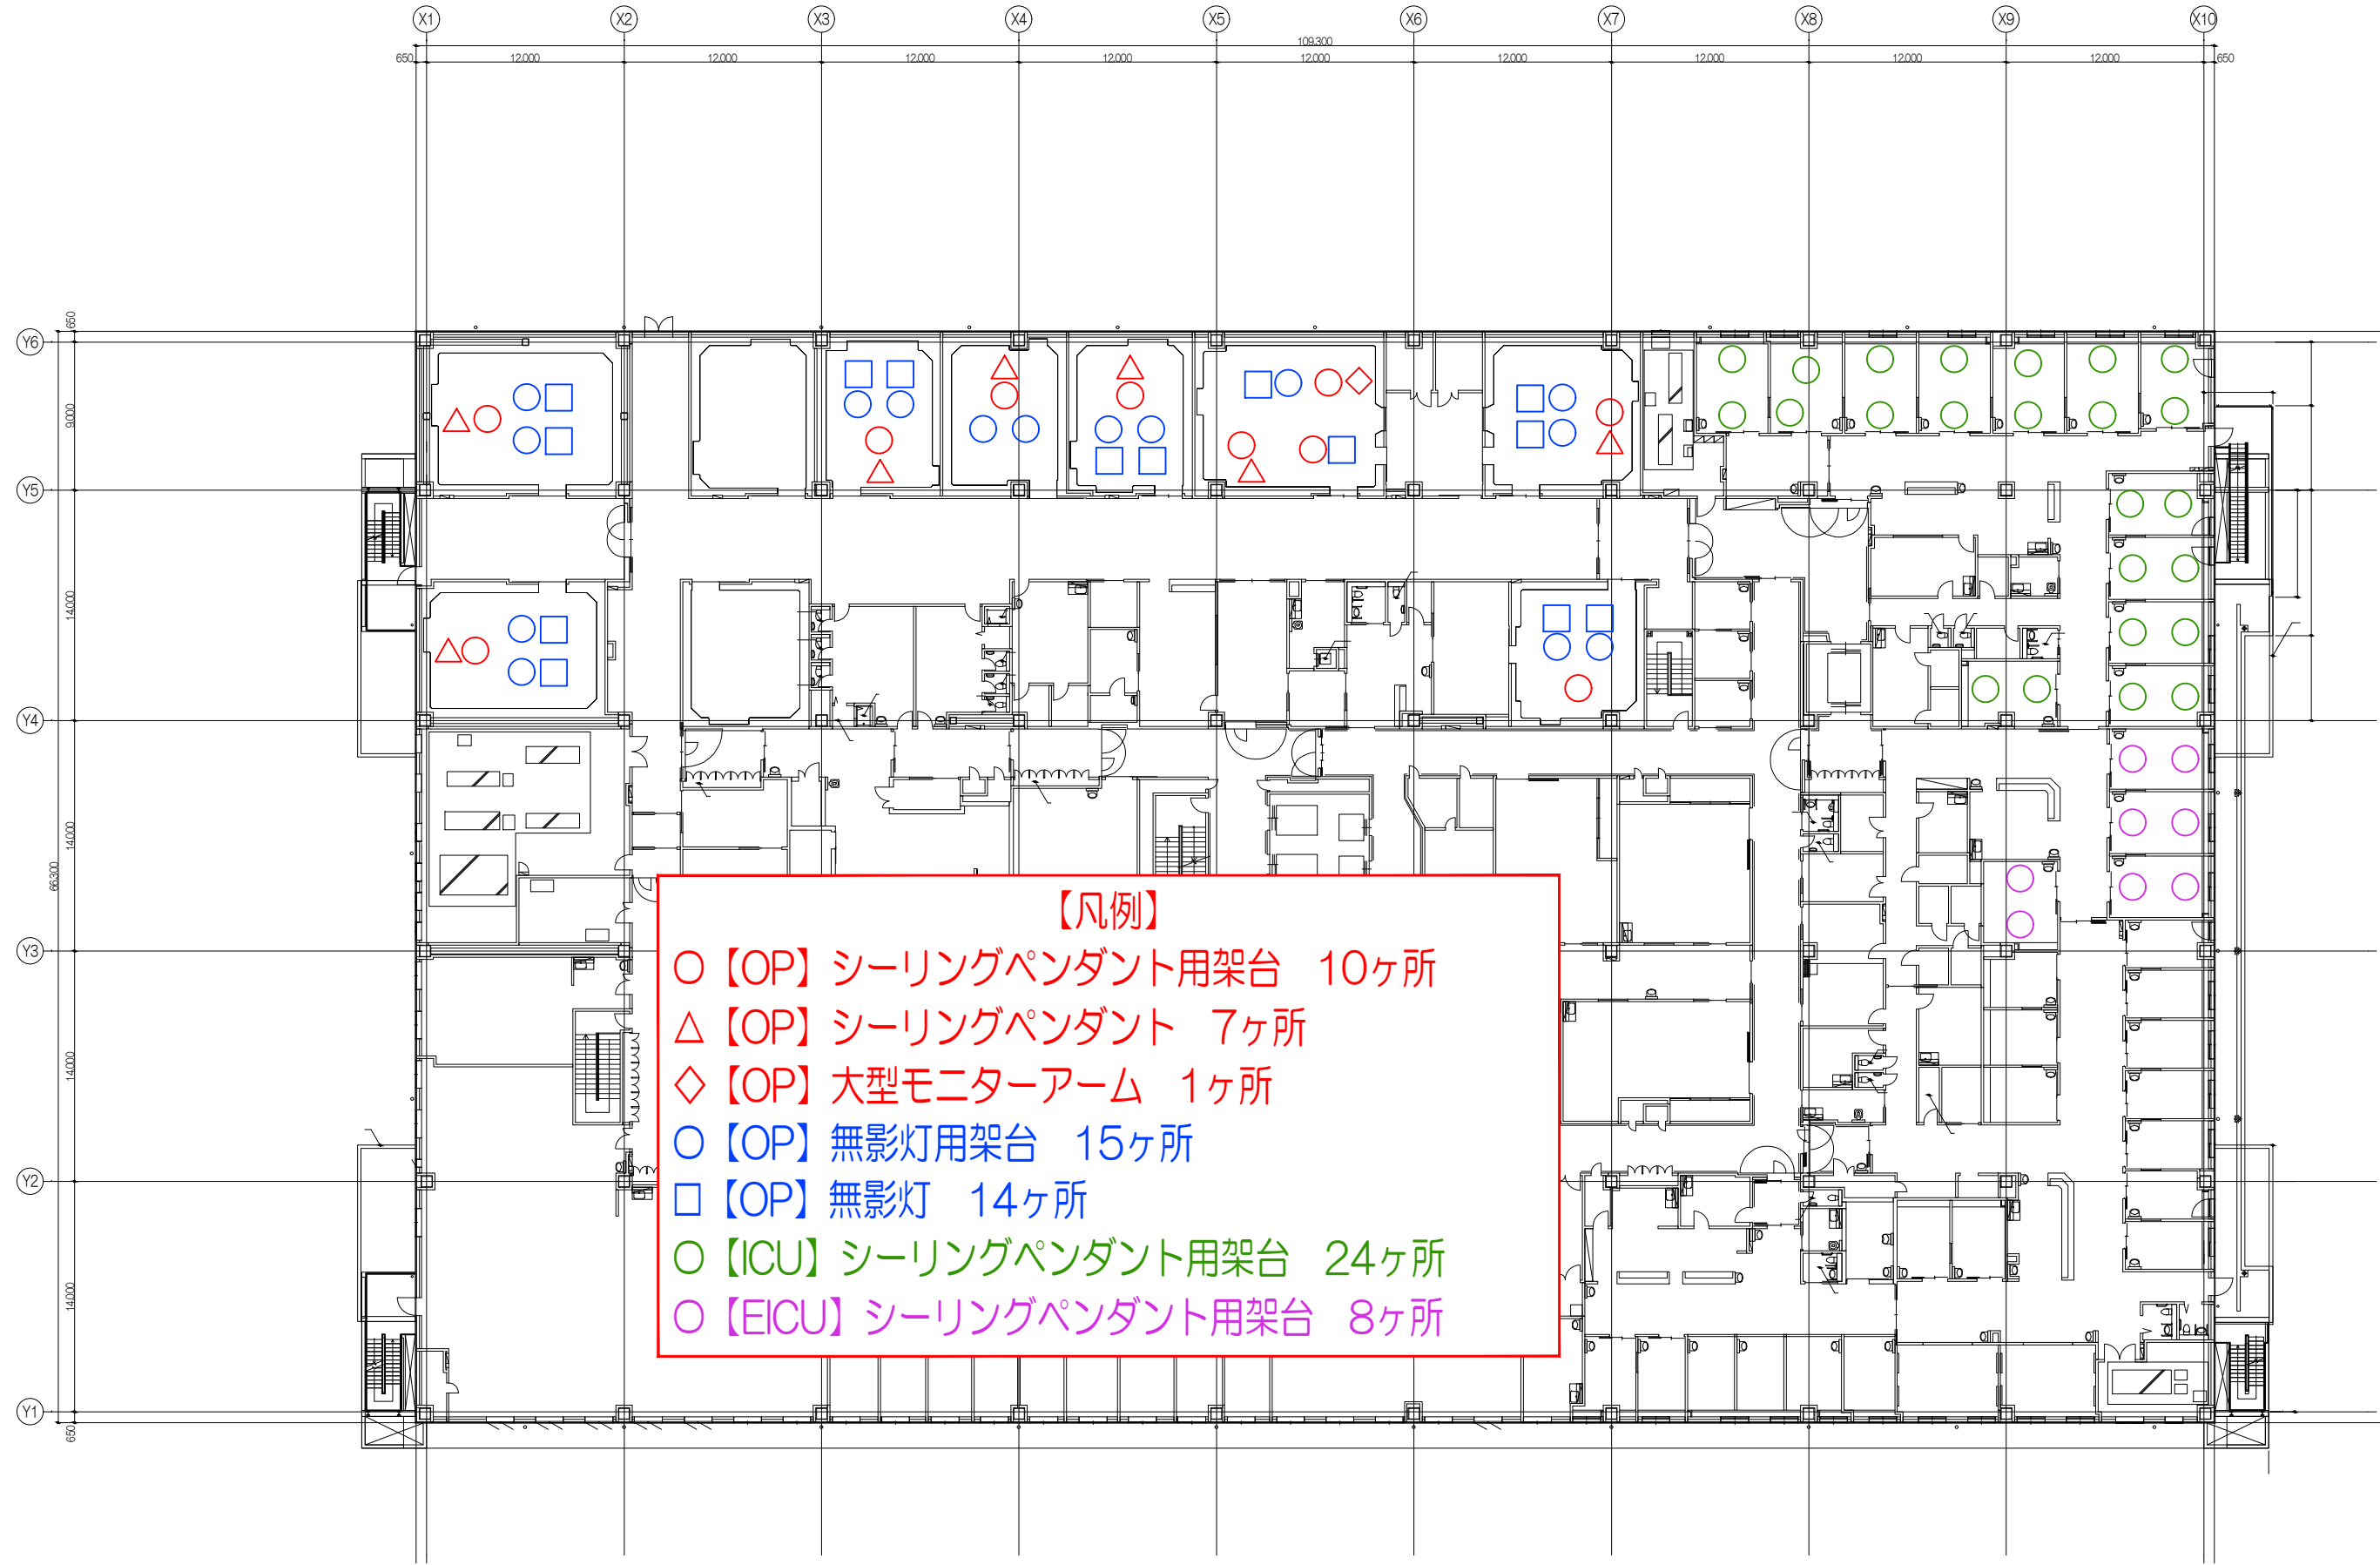 X1 X2 X3 X4 X5 X6 X7 X8 X9 X10
109,300
650 12,000 12,000 12,000 12,000 12,000 12,000 12,000 12,000 12,000 650
650
Y6
9,000
Y5
14,000
Y4
14,000
66,300
Y3
14,000
Y2
14,000
Y1
650
【凡例】
○【OP】シーリングペンダント用架台 10ヶ所
△【OP】シーリングペンダント 7ヶ所
◇【OP】大型モニターアーム 1ヶ所
○【OP】無影灯用架台 15ヶ所
□【OP】無影灯 14ヶ所
○【ICU】シーリングペンダント用架台 24ヶ所
○【EICU】シーリングペンダント用架台 8ヶ所